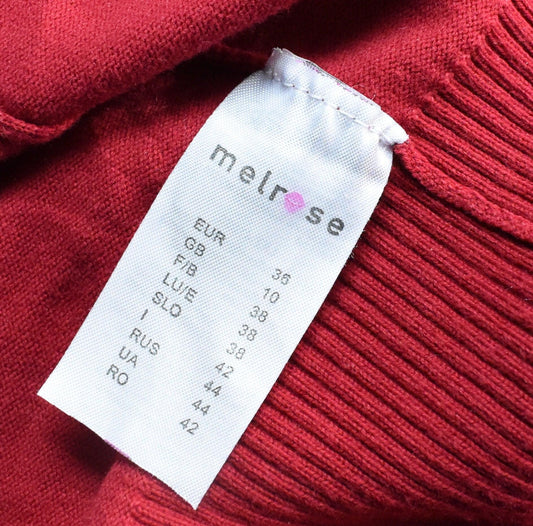 melrose
EUR 36
GB 10
F/B 38
LU/E 38
SLO 38
I 42
RUS 44
UA 44
RO 42